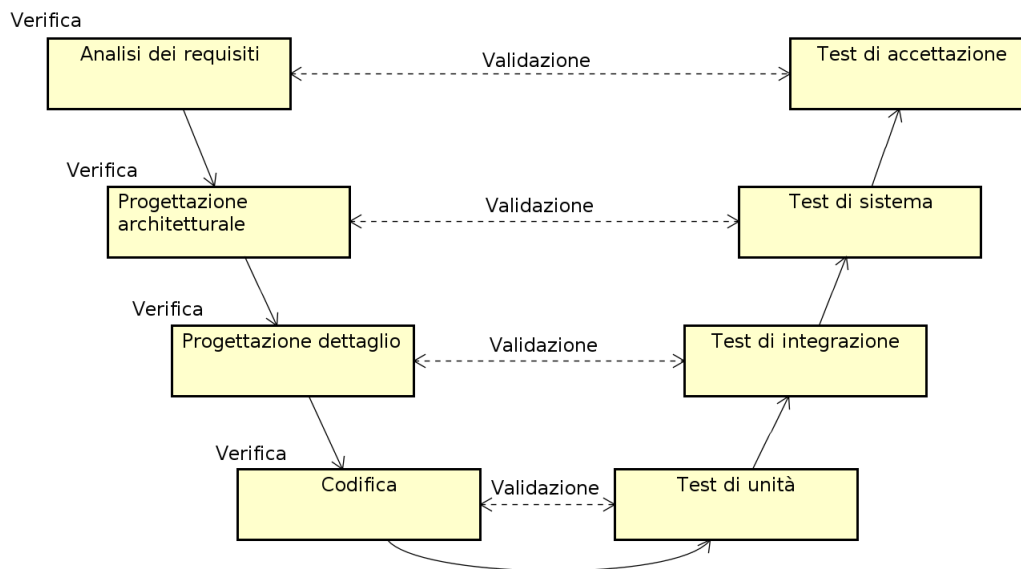 Verifica
Analisi dei requisiti
Validazione
Test di accettazione
Verifica
Progettazione
architetturale
Validazione
Test di sistema
Verifica
Progettazione dettaglio
Validazione
Test di integrazione
Verifica
Codifica
Validazione
Test di unità